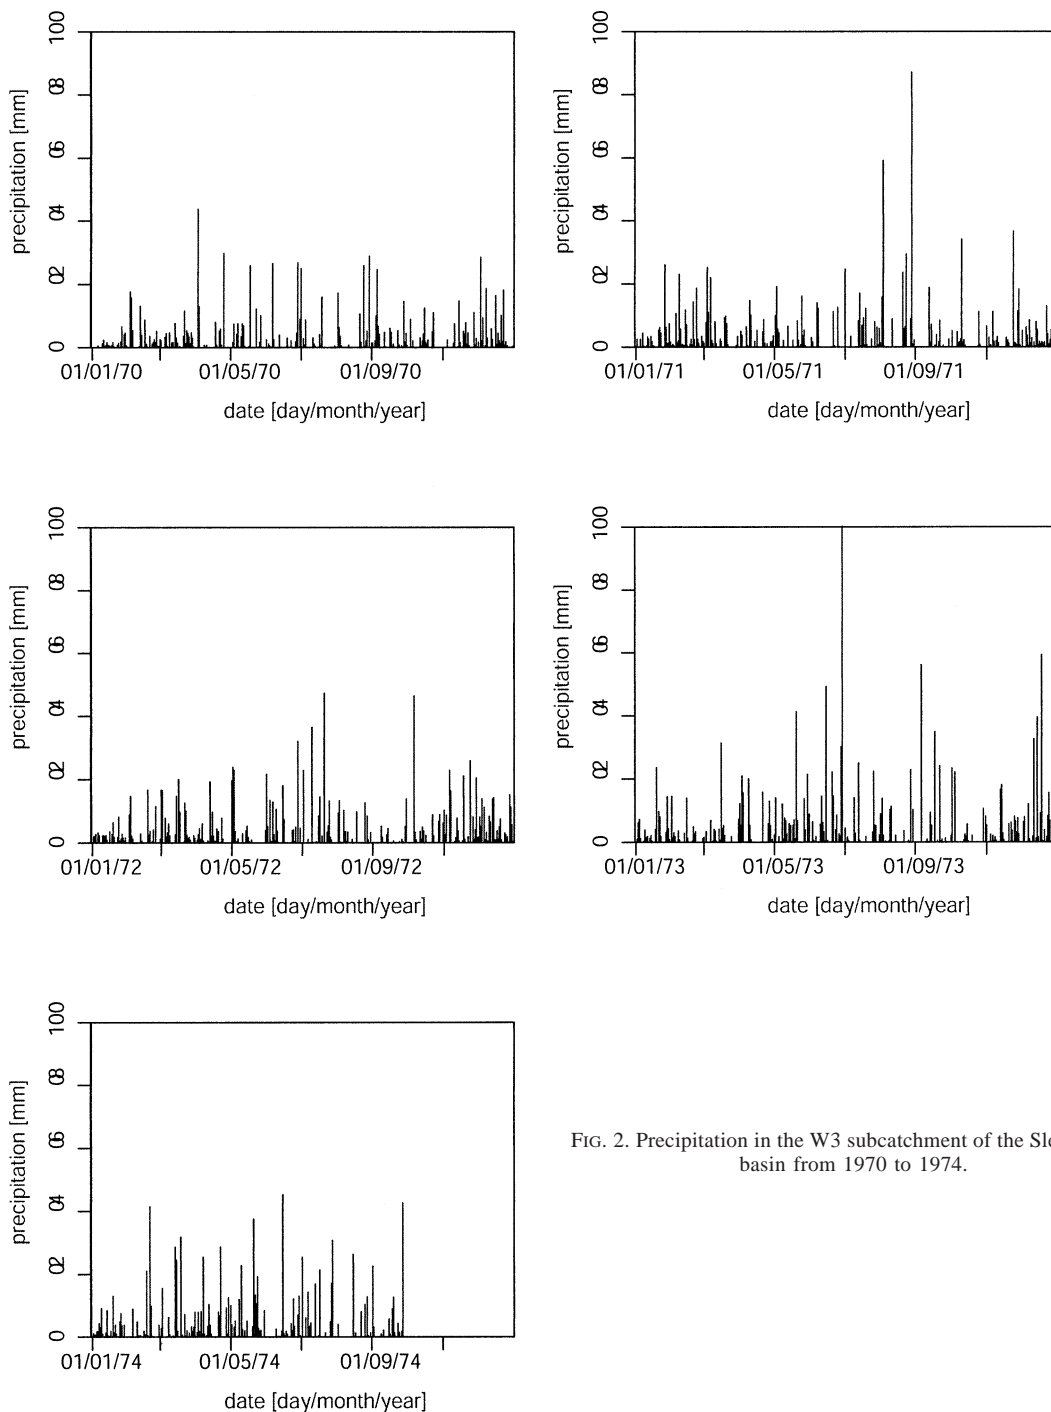 100
80
60
40
20
0
precipitation [mm]
01/01/70 01/05/70 01/09/70
date [day/month/year]
100
80
60
40
20
0
precipitation [mm]
01/01/71 01/05/71 01/09/71
date [day/month/year]
100
80
60
40
20
0
precipitation [mm]
01/01/72 01/05/72 01/09/72
date [day/month/year]
100
80
60
40
20
0
precipitation [mm]
01/01/73 01/05/73 01/09/73
date [day/month/year]
100
80
60
40
20
0
precipitation [mm]
01/01/74 01/05/74 01/09/74
date [day/month/year]
FIG. 2. Precipitation in the W3 subcatchment of the Sle
basin from 1970 to 1974.